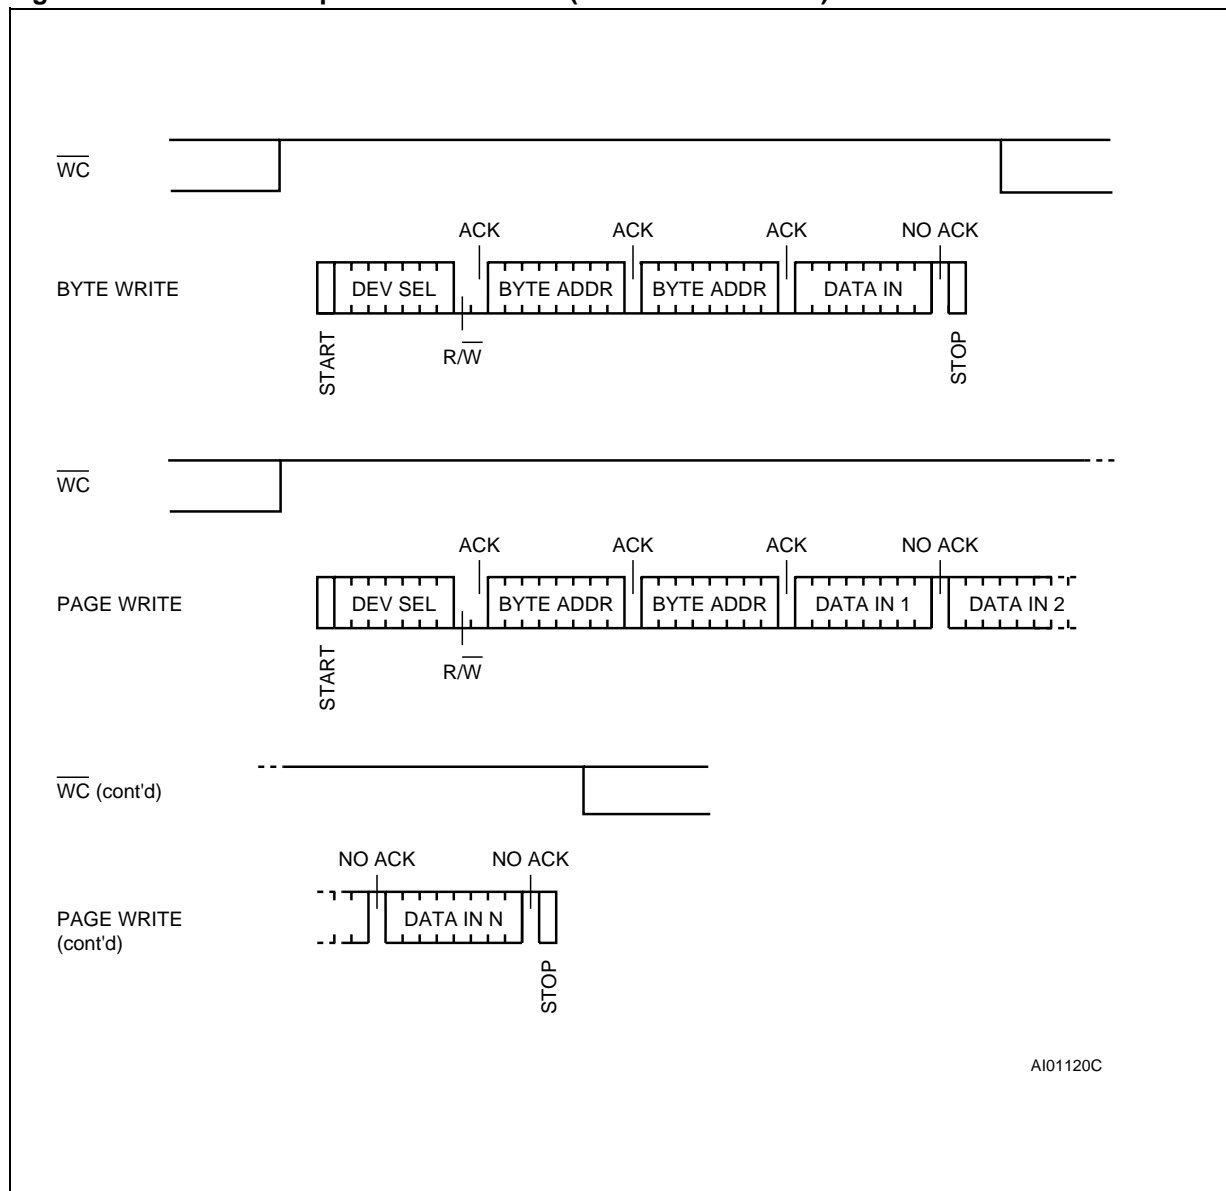 WC
ACK ACK ACK NO ACK
BYTE WRITE DEV SEL BYTE ADDR BYTE ADDR DATA IN
R/W
START STOP
WC
ACK ACK ACK NO ACK
PAGE WRITE DEV SEL BYTE ADDR BYTE ADDR DATA IN 1 DATA IN 2
R/W
START
WC (cont'd)
NO ACK NO ACK
PAGE WRITE DATA IN N
(cont'd)
STOP
AI01120C